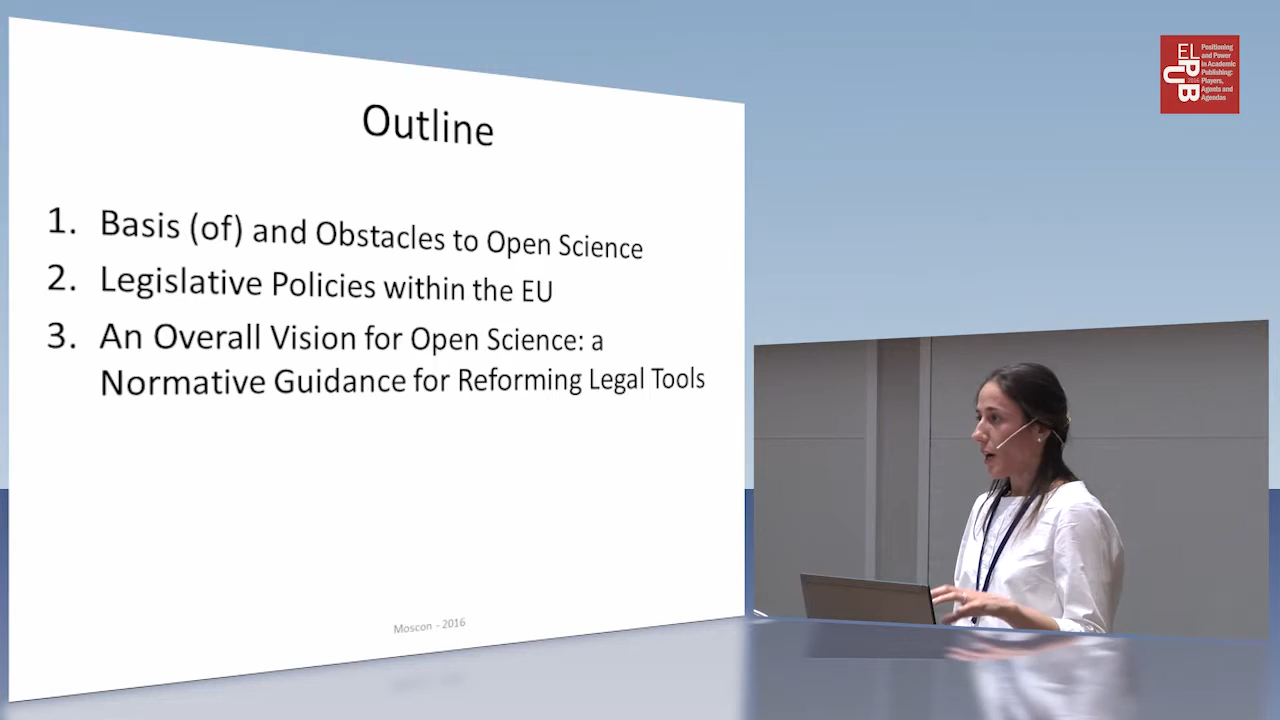 Outline
1. Basis (of) and Obstacles to Open Science
2. Legislative Policies within the EU
3. An Overall Vision for Open Science: a
Normative Guidance for Reforming Legal Tools
Moscon - 2016
EL
PUB
2016
Positioning
and Power
in Academic
Publishing:
Players,
Agents and
Agendas